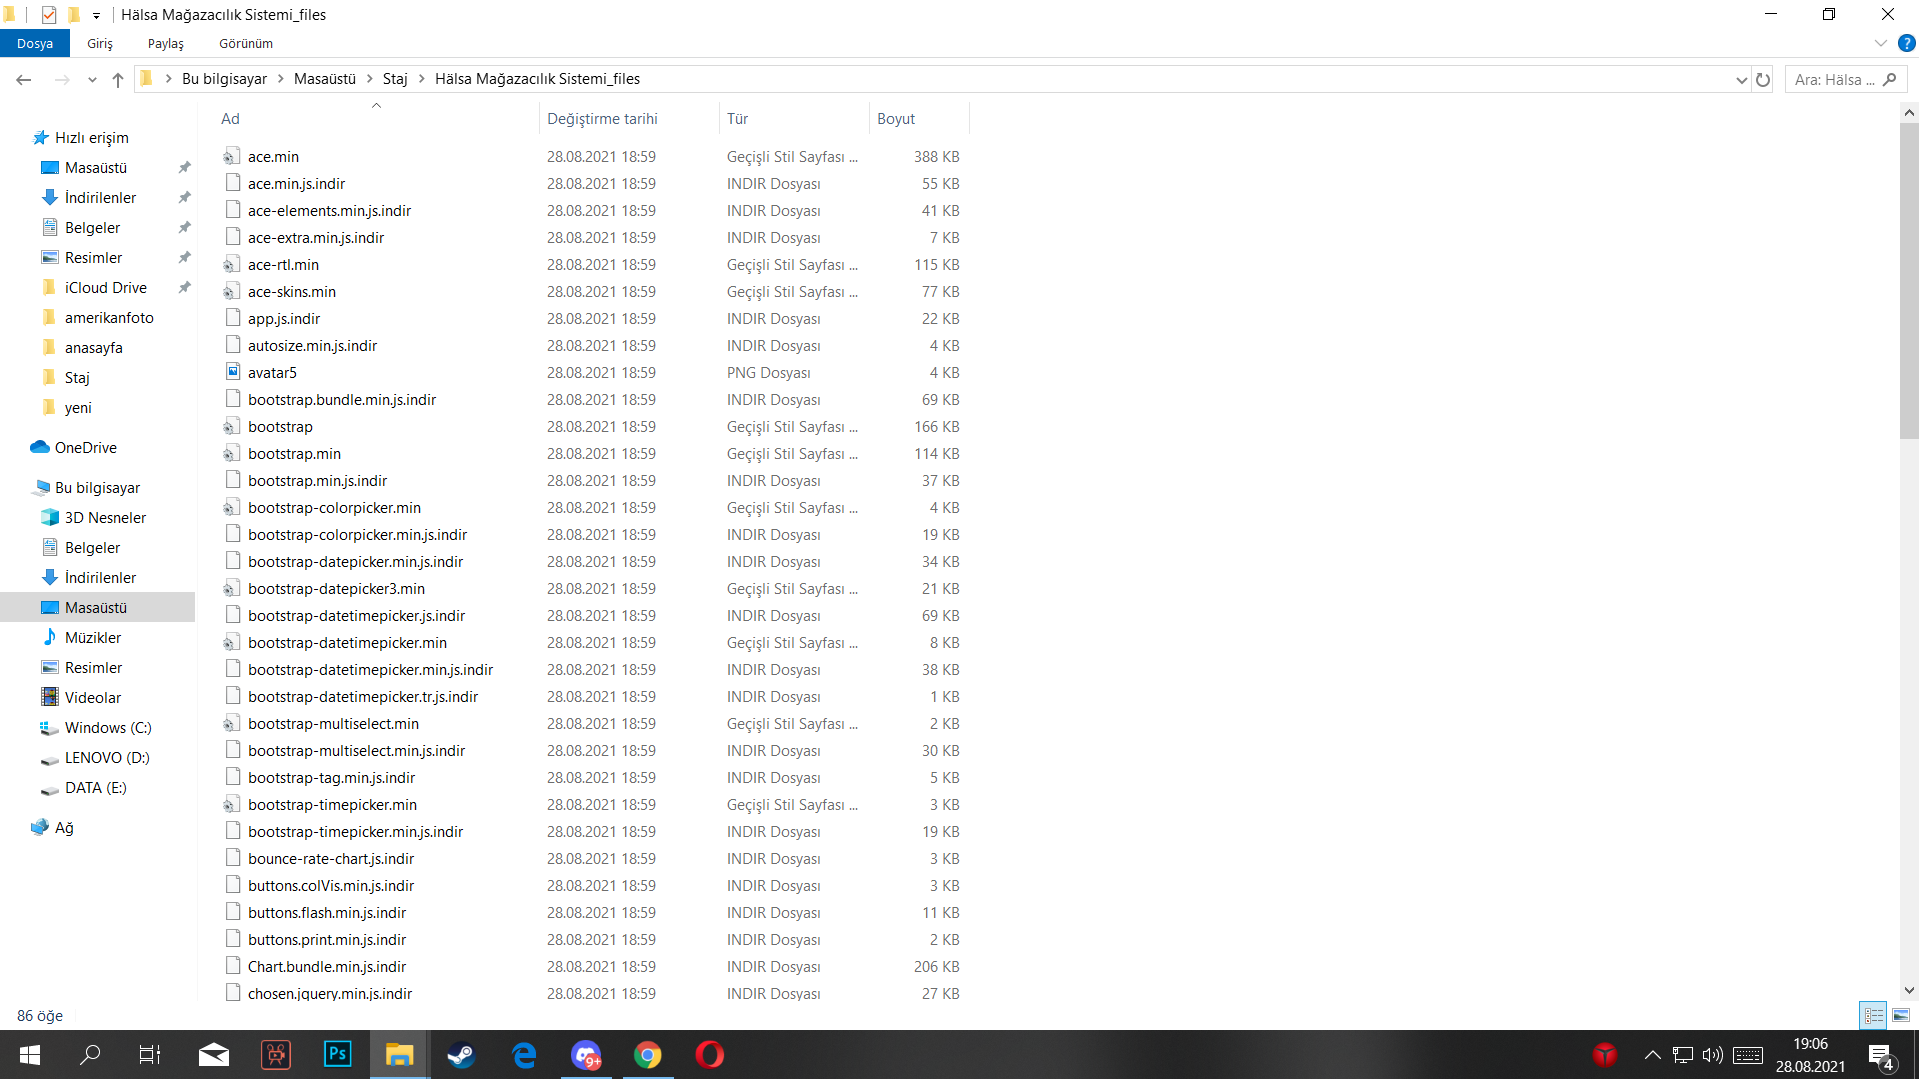 Hälsa Mağazacılık Sistemi_files
Dosya Giriş Paylaş Görünüm
Bu bilgisayar Masaüstü Staj Hälsa Mağazacılık Sistemi_files
Ara: Hälsa ...
Hızlı erişim
Masaüstü
İndirilenler
Belgeler
Resimler
iCloud Drive
amerikanfoto
anasayfa
Staj
yeni
OneDrive
Bu bilgisayar
3D Nesneler
Belgeler
İndirilenler
Masaüstü
Müzikler
Resimler
Videolar
Windows (C:)
LENOVO (D:)
DATA (E:)
Ağ
Ad Değiştirme tarihi Tür Boyut
ace.min 28.08.2021 18:59 Geçişli Stil Sayfası ... 388 KB
ace.min.js.indir 28.08.2021 18:59 INDIR Dosyası 55 KB
ace-elements.min.js.indir 28.08.2021 18:59 INDIR Dosyası 41 KB
ace-extra.min.js.indir 28.08.2021 18:59 INDIR Dosyası 7 KB
ace-rtl.min 28.08.2021 18:59 Geçişli Stil Sayfası ... 115 KB
ace-skins.min 28.08.2021 18:59 Geçişli Stil Sayfası ... 77 KB
app.js.indir 28.08.2021 18:59 INDIR Dosyası 22 KB
autosize.min.js.indir 28.08.2021 18:59 INDIR Dosyası 4 KB
avatar5 28.08.2021 18:59 PNG Dosyası 4 KB
bootstrap.bundle.min.js.indir 28.08.2021 18:59 INDIR Dosyası 69 KB
bootstrap 28.08.2021 18:59 Geçişli Stil Sayfası ... 166 KB
bootstrap.min 28.08.2021 18:59 Geçişli Stil Sayfası ... 114 KB
bootstrap.min.js.indir 28.08.2021 18:59 INDIR Dosyası 37 KB
bootstrap-colorpicker.min 28.08.2021 18:59 Geçişli Stil Sayfası ... 4 KB
bootstrap-colorpicker.min.js.indir 28.08.2021 18:59 INDIR Dosyası 19 KB
bootstrap-datepicker.min.js.indir 28.08.2021 18:59 INDIR Dosyası 34 KB
bootstrap-datepicker3.min 28.08.2021 18:59 Geçişli Stil Sayfası ... 21 KB
bootstrap-datetimepicker.js.indir 28.08.2021 18:59 INDIR Dosyası 69 KB
bootstrap-datetimepicker.min 28.08.2021 18:59 Geçişli Stil Sayfası ... 8 KB
bootstrap-datetimepicker.min.js.indir 28.08.2021 18:59 INDIR Dosyası 38 KB
bootstrap-datetimepicker.tr.js.indir 28.08.2021 18:59 INDIR Dosyası 1 KB
bootstrap-multiselect.min 28.08.2021 18:59 Geçişli Stil Sayfası ... 2 KB
bootstrap-multiselect.min.js.indir 28.08.2021 18:59 INDIR Dosyası 30 KB
bootstrap-tag.min.js.indir 28.08.2021 18:59 INDIR Dosyası 5 KB
bootstrap-timepicker.min 28.08.2021 18:59 Geçişli Stil Sayfası ... 3 KB
bootstrap-timepicker.min.js.indir 28.08.2021 18:59 INDIR Dosyası 19 KB
bounce-rate-chart.js.indir 28.08.2021 18:59 INDIR Dosyası 3 KB
buttons.colVis.min.js.indir 28.08.2021 18:59 INDIR Dosyası 3 KB
buttons.flash.min.js.indir 28.08.2021 18:59 INDIR Dosyası 11 KB
buttons.print.min.js.indir 28.08.2021 18:59 INDIR Dosyası 2 KB
Chart.bundle.min.js.indir 28.08.2021 18:59 INDIR Dosyası 206 KB
chosen.jquery.min.js.indir 28.08.2021 18:59 INDIR Dosyası 27 KB
86 öğe
Ps
9+
19:06
28.08.2021
4